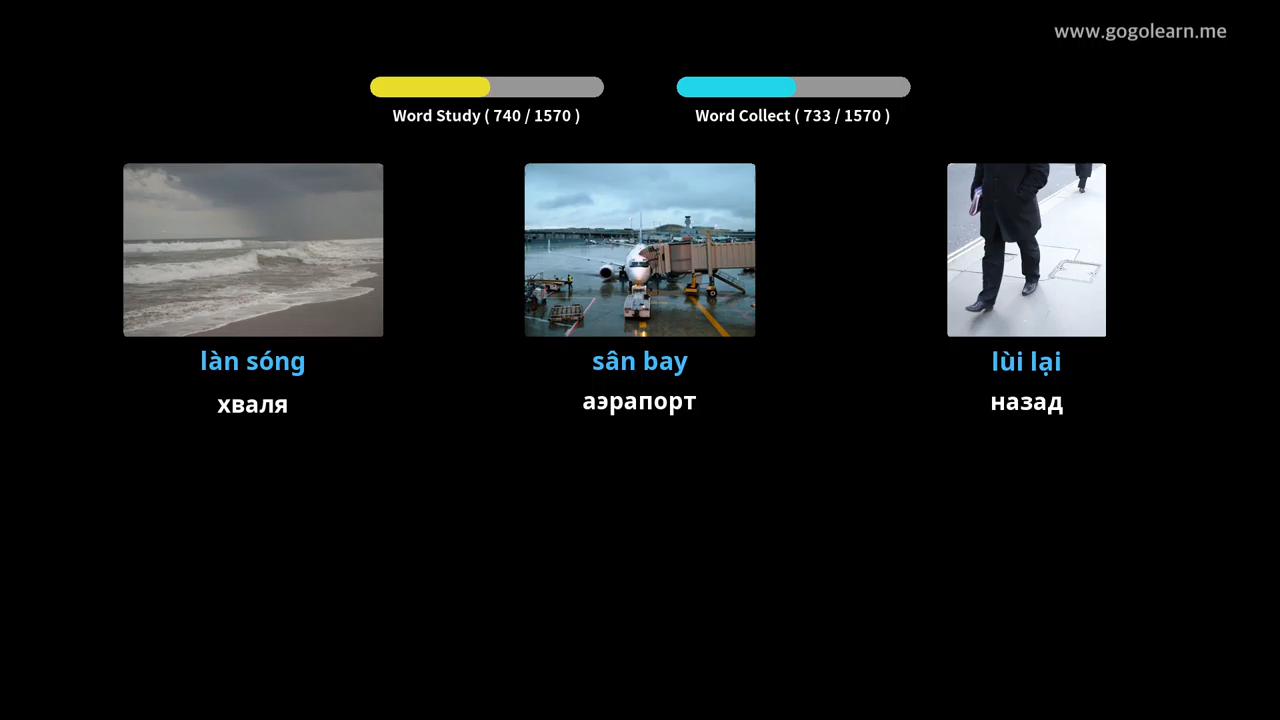 www.gogolearn.me
Word Study ( 740 / 1570 )
Word Collect ( 733 / 1570 )
làn sóng
sân bay
lùi lại
хваля
аэрапорт
назад